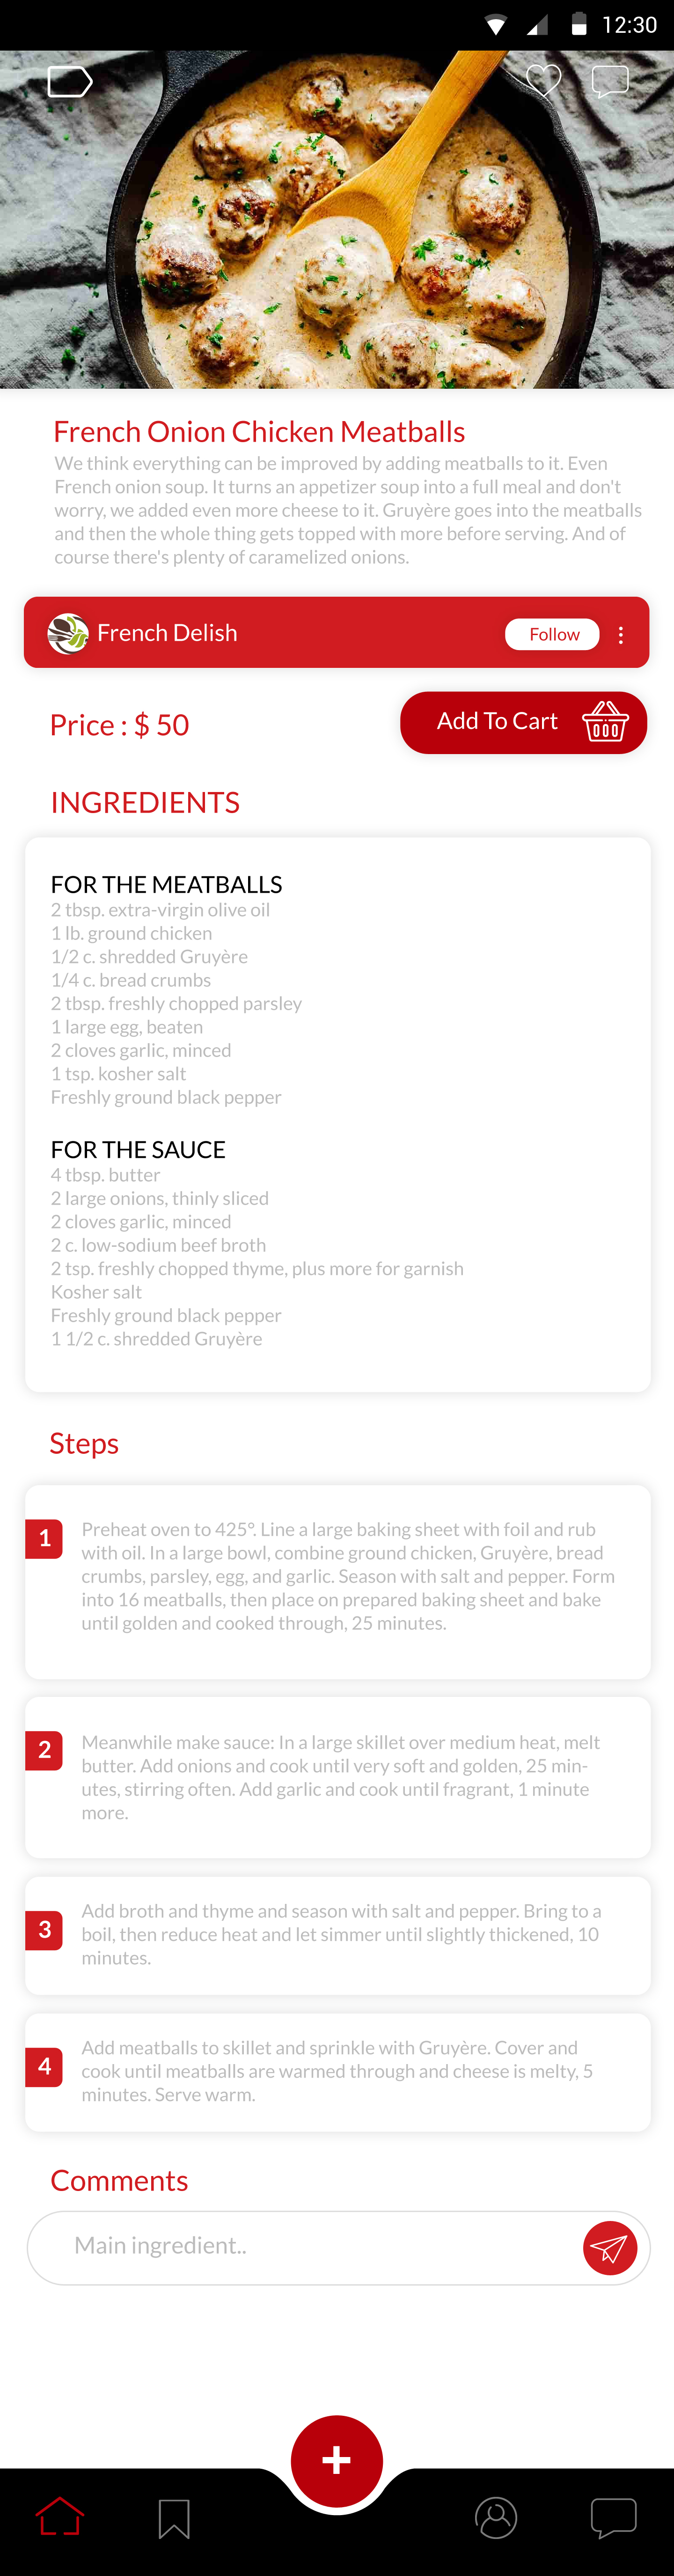 12:30
French Onion Chicken Meatballs
We think everything can be improved by adding meatballs to it. Even
French onion soup. It turns an appetizer soup into a full meal and don't
worry, we added even more cheese to it. Gruyère goes into the meatballs
and then the whole thing gets topped with more before serving. And of
course there's plenty of caramelized onions.
French Delish
Follow
Price : $ 50
Add To Cart
INGREDIENTS
FOR THE MEATBALLS
2 tbsp. extra-virgin olive oil
1 lb. ground chicken
1/2 c. shredded Gruyère
1/4 c. bread crumbs
2 tbsp. freshly chopped parsley
1 large egg, beaten
2 cloves garlic, minced
1 tsp. kosher salt
Freshly ground black pepper
FOR THE SAUCE
4 tbsp. butter
2 large onions, thinly sliced
2 cloves garlic, minced
2 c. low-sodium beef broth
2 tsp. freshly chopped thyme, plus more for garnish
Kosher salt
Freshly ground black pepper
1 1/2 c. shredded Gruyère
Steps
1
Preheat oven to 425°. Line a large baking sheet with foil and rub
with oil. In a large bowl, combine ground chicken, Gruyère, bread
crumbs, parsley, egg, and garlic. Season with salt and pepper. Form
into 16 meatballs, then place on prepared baking sheet and bake
until golden and cooked through, 25 minutes.
2
Meanwhile make sauce: In a large skillet over medium heat, melt
butter. Add onions and cook until very soft and golden, 25 min-
utes, stirring often. Add garlic and cook until fragrant, 1 minute
more.
3
Add broth and thyme and season with salt and pepper. Bring to a
boil, then reduce heat and let simmer until slightly thickened, 10
minutes.
4
Add meatballs to skillet and sprinkle with Gruyère. Cover and
cook until meatballs are warmed through and cheese is melty, 5
minutes. Serve warm.
Comments
Main ingredient..
+